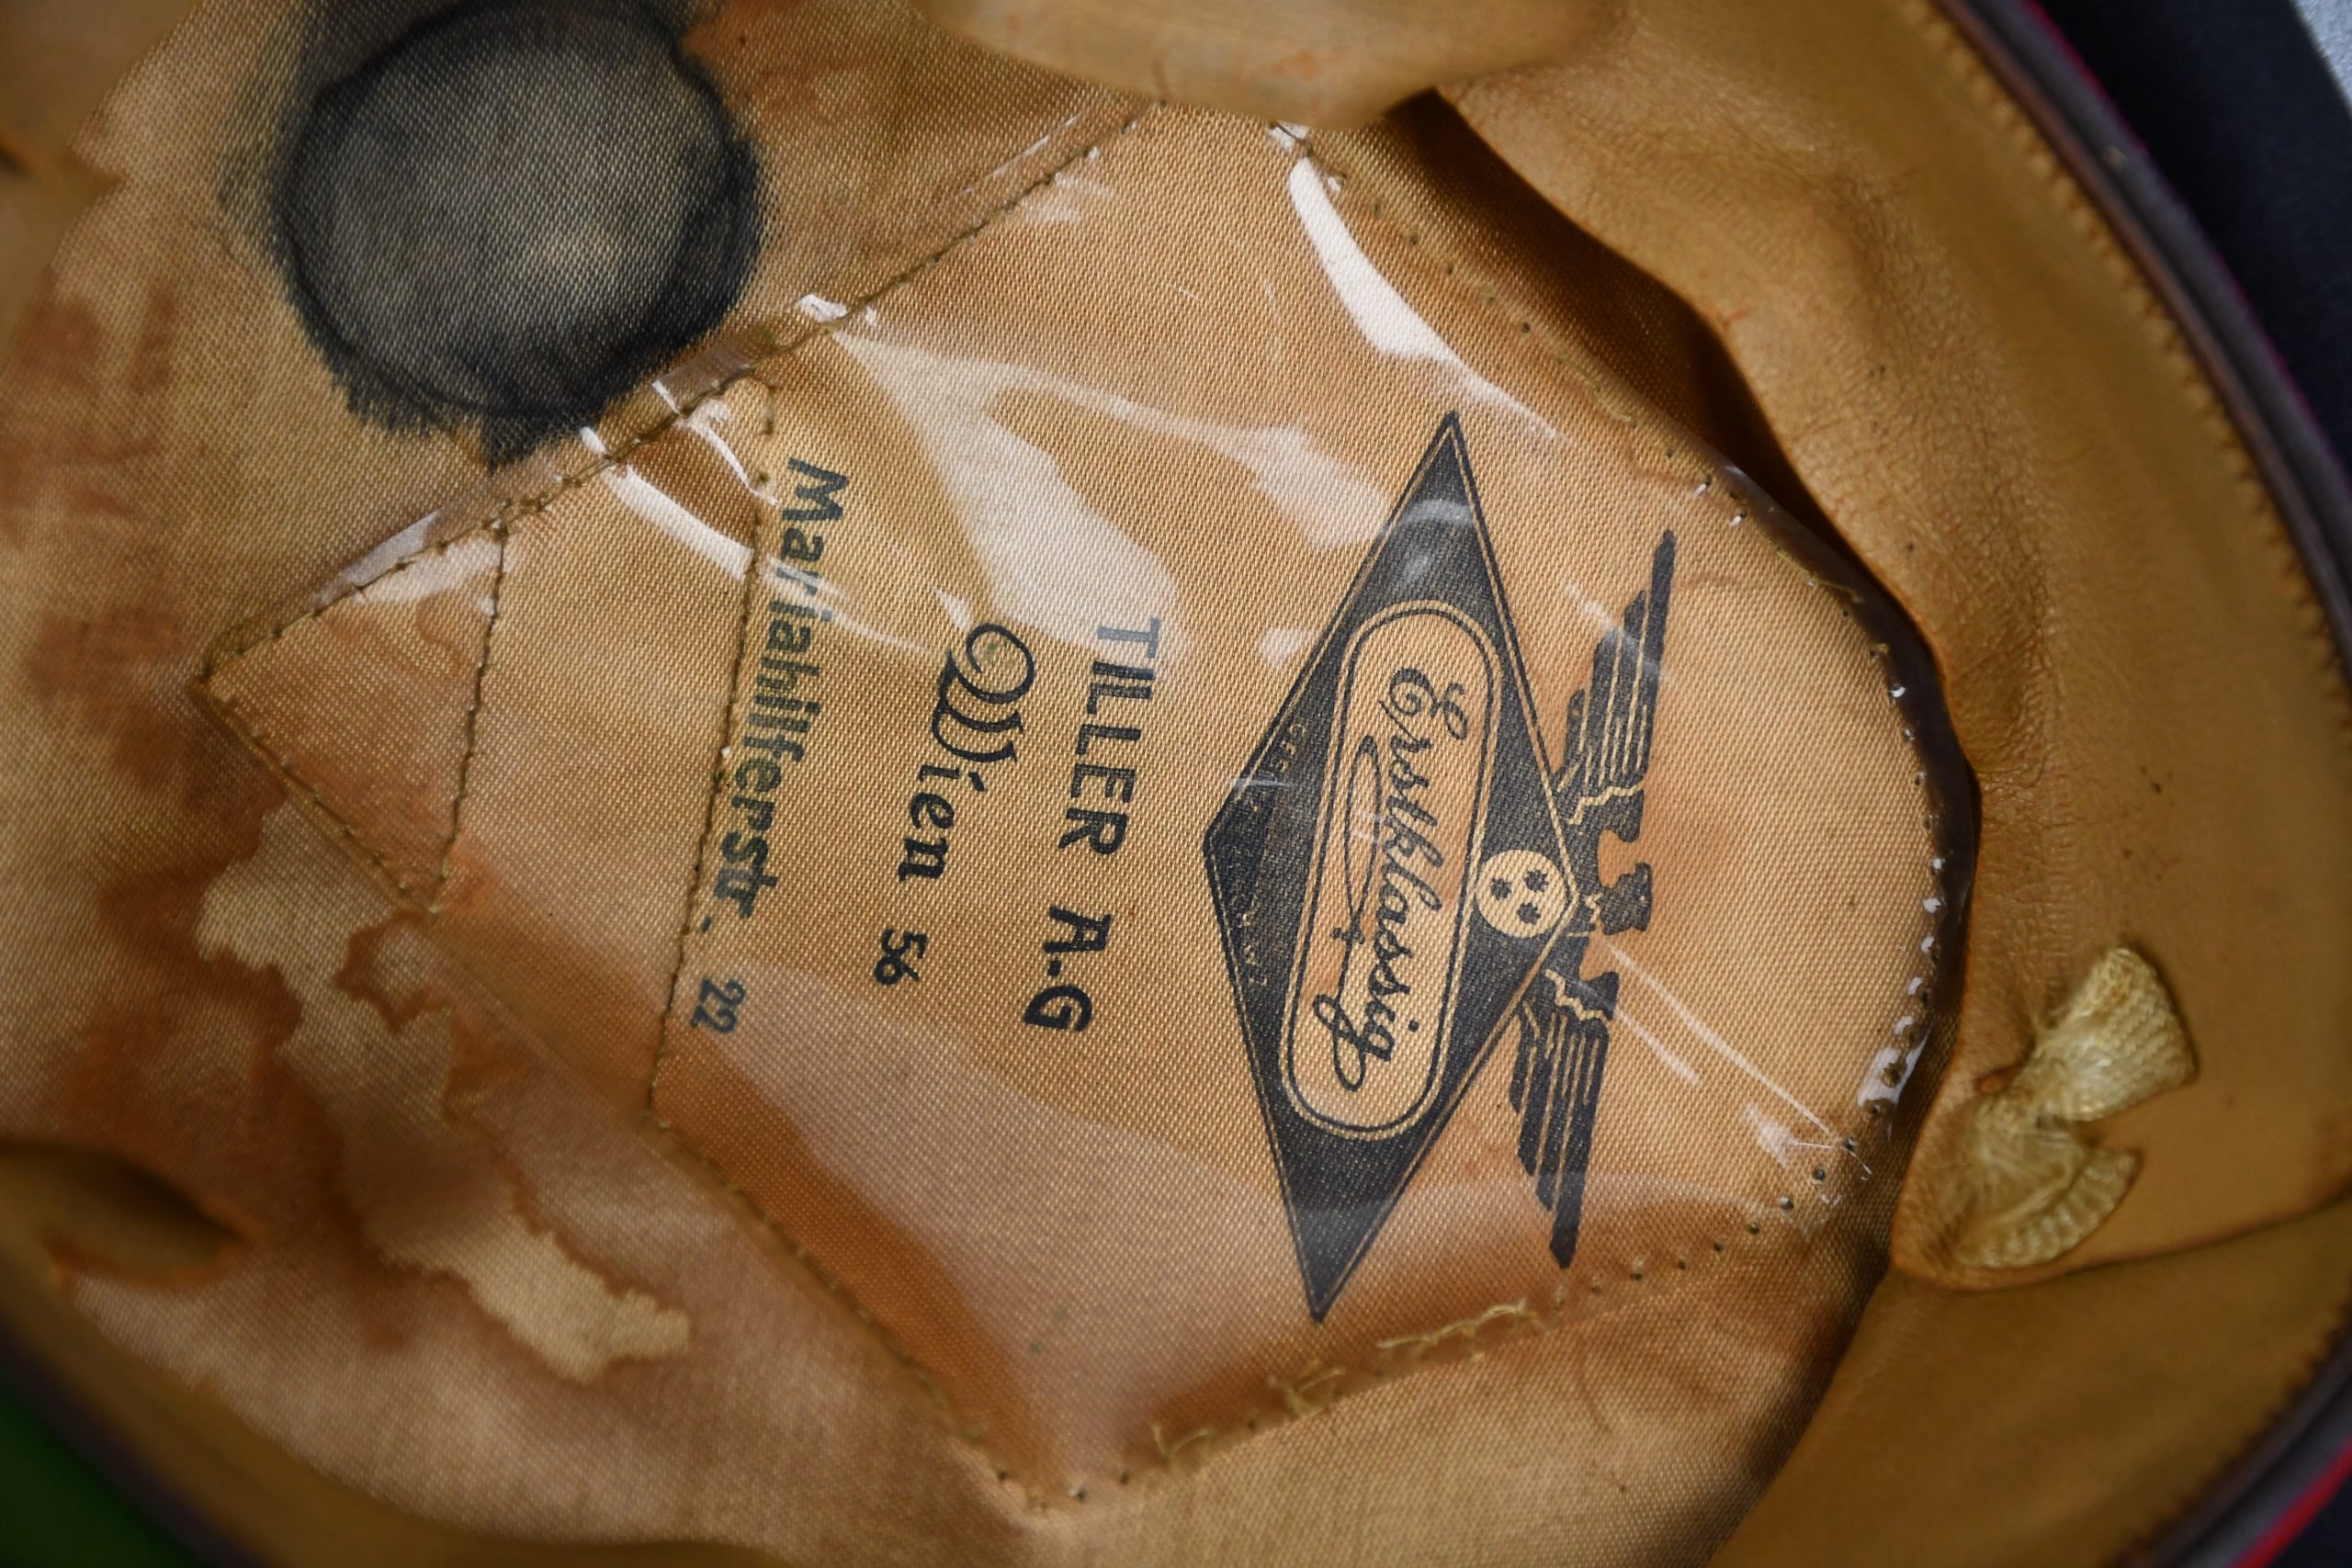 Erstklassig
TILLER A.G
Wien 56
Mariahilferstr. 22